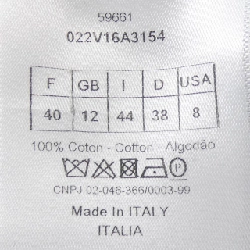 59661
022V16A3154
F GB I D USA
40 12 44 38 8
100% Coton - Cotton - Algodão
CNPJ 02-046-366/0003-99
Made In ITALY
ITALIA